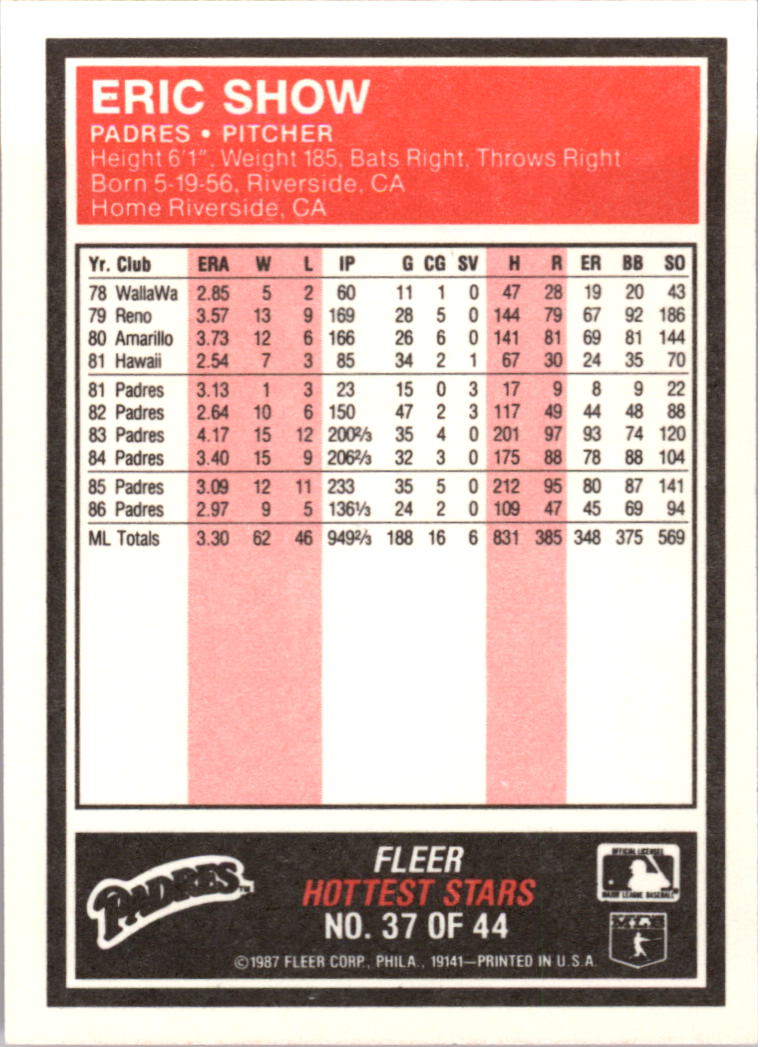 ERIC SHOW
PADRES • PITCHER
Height 6'1", Weight 185, Bats Right, Throws Right
Born 5-19-56, Riverside, CA
Home Riverside, CA
Yr. Club ERA W L IP G CG SV H R ER BB SO
78 WallaWa 2.85 5 2 60 11 1 0 47 28 19 20 43
79 Reno 3.57 13 9 169 28 5 0 144 79 67 92 186
80 Amarillo 3.73 12 6 166 26 6 0 141 81 69 81 144
81 Hawaii 2.54 7 3 85 34 2 1 67 30 24 35 70
81 Padres 3.13 1 3 23 15 0 3 17 9 8 9 22
82 Padres 2.64 10 6 150 47 2 3 117 49 44 48 88
83 Padres 4.17 15 12 200⅔ 35 4 0 201 97 93 74 120
84 Padres 3.40 15 9 206⅔ 32 3 0 175 88 78 88 104
85 Padres 3.09 12 11 233 35 5 0 212 95 80 87 141
86 Padres 2.97 9 5 136⅓ 24 2 0 109 47 45 69 94
ML Totals 3.30 62 46 949⅔ 188 16 6 831 385 348 375 569
PADRES™
FLEER
HOTTEST STARS
NO. 37 OF 44
OFFICIAL LICENSEE
MAJOR LEAGUE BASEBALL
©1987 FLEER CORP., PHILA., 19141—PRINTED IN U.S.A.